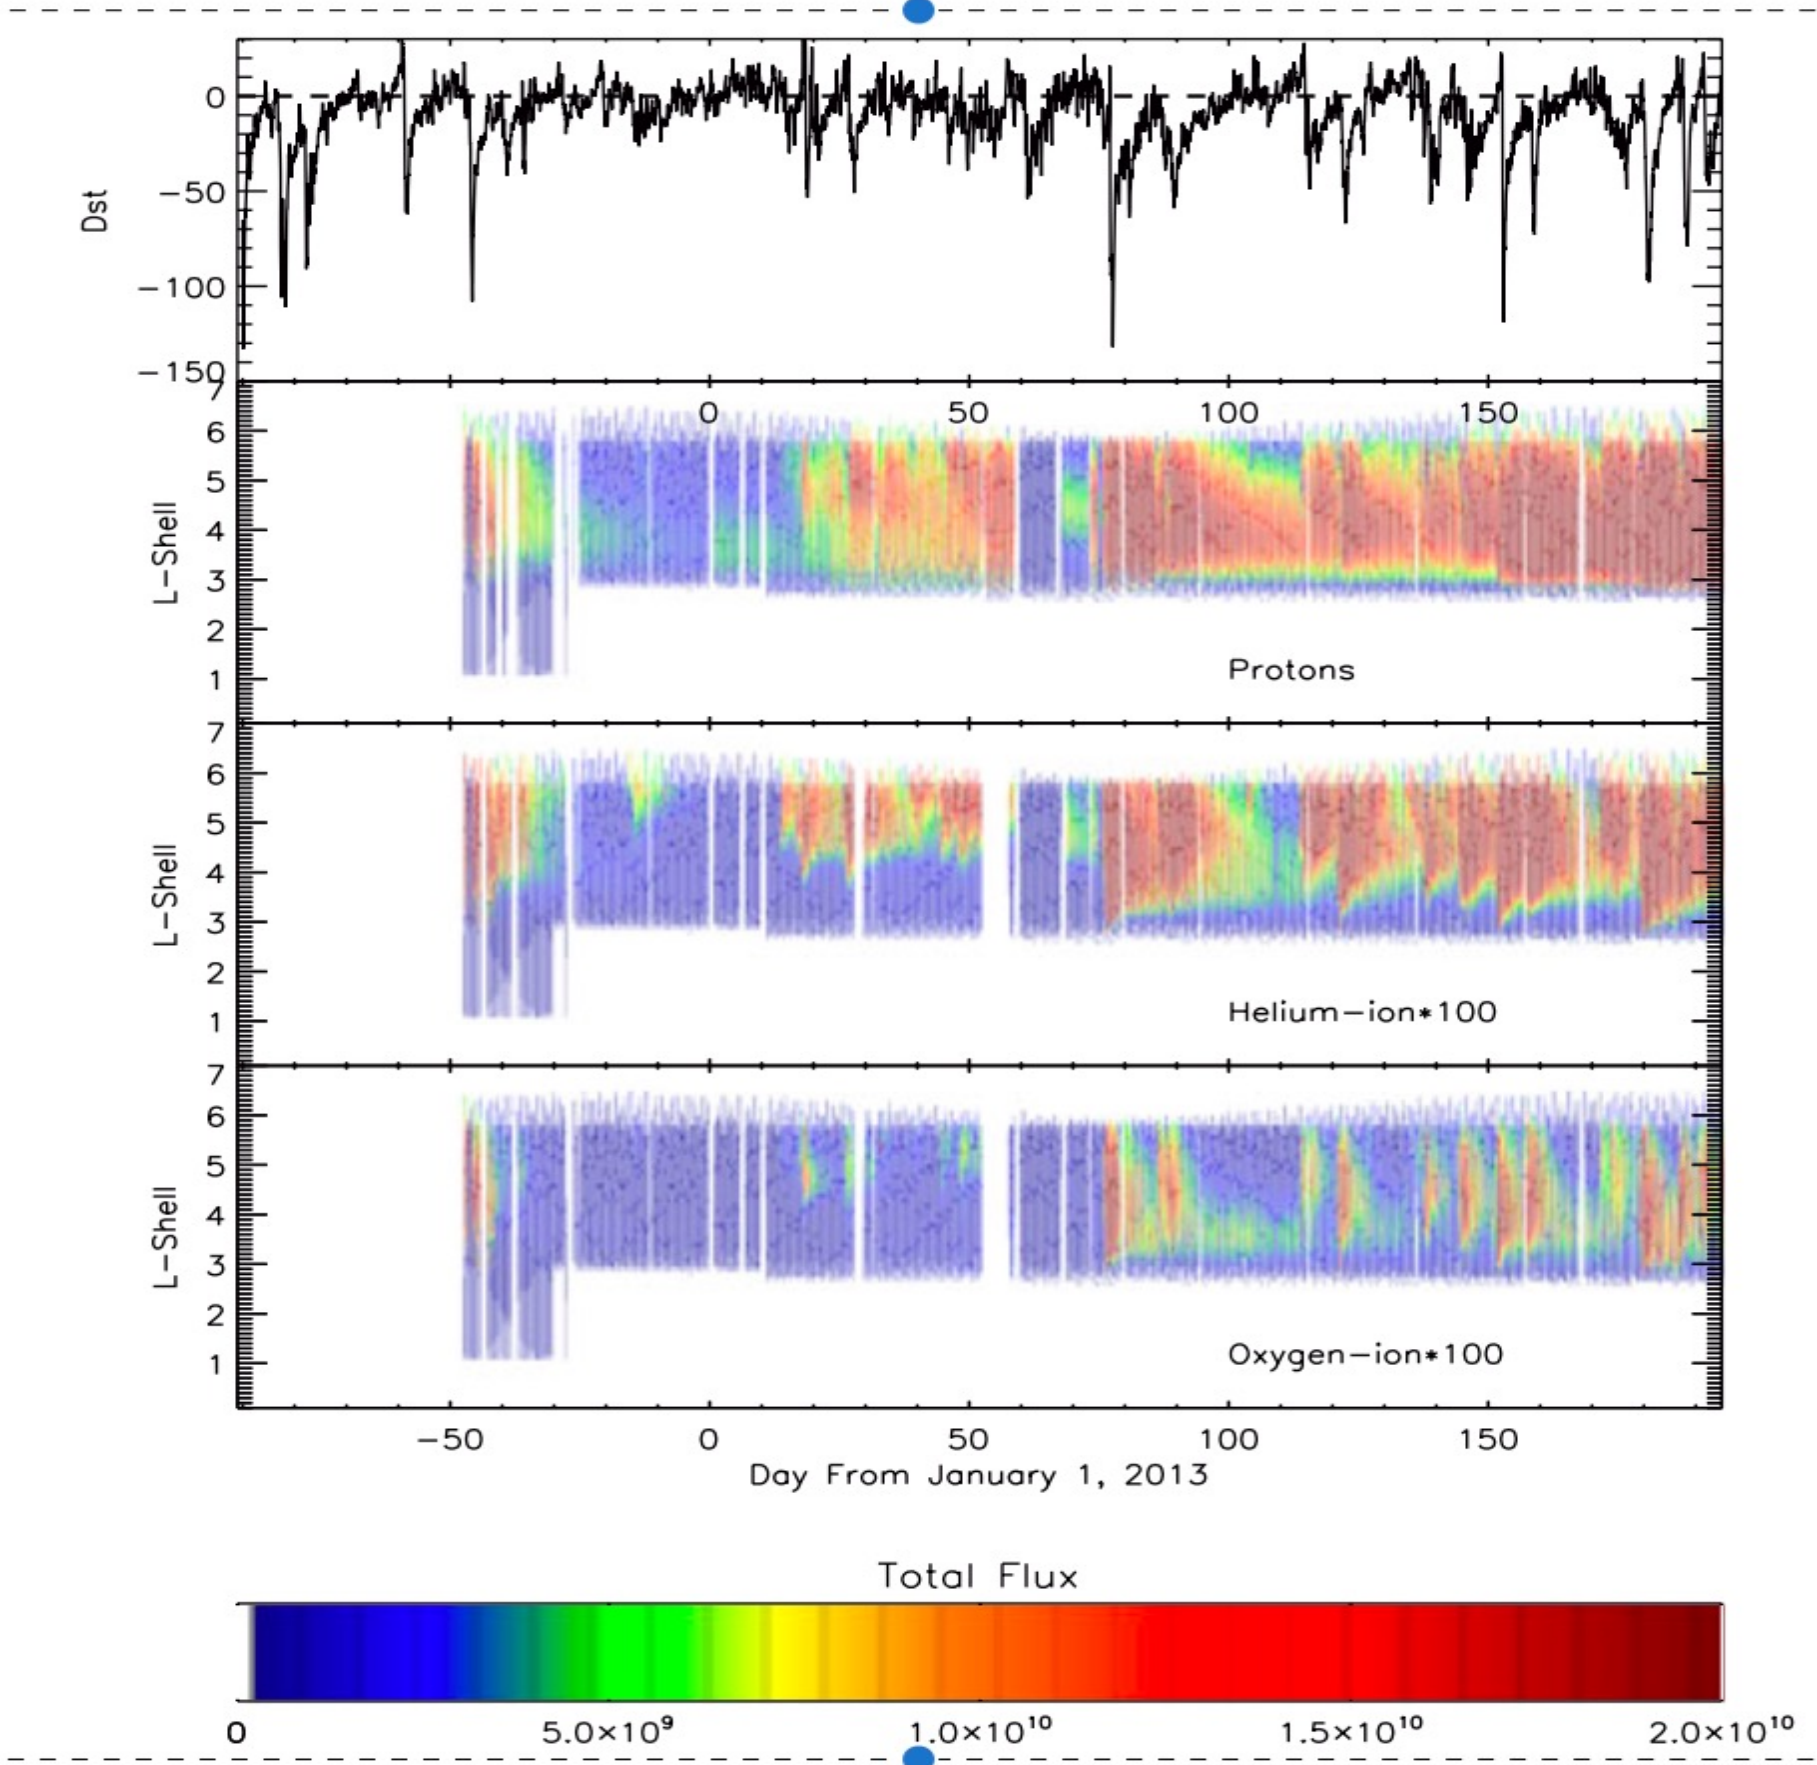 0
−50
Dst
−100
−150
7
0 50 100 150
6
5
4
L−Shell
3
2
1
Protons
7
6
5
4
L−Shell
3
2
1
Helium−ion*100
7
6
5
4
L−Shell
3
2
1
Oxygen−ion*100
−50 0 50 100 150
Day From January 1, 2013
Total Flux
0 5.0×10⁹ 1.0×10¹⁰ 1.5×10¹⁰ 2.0×10¹⁰